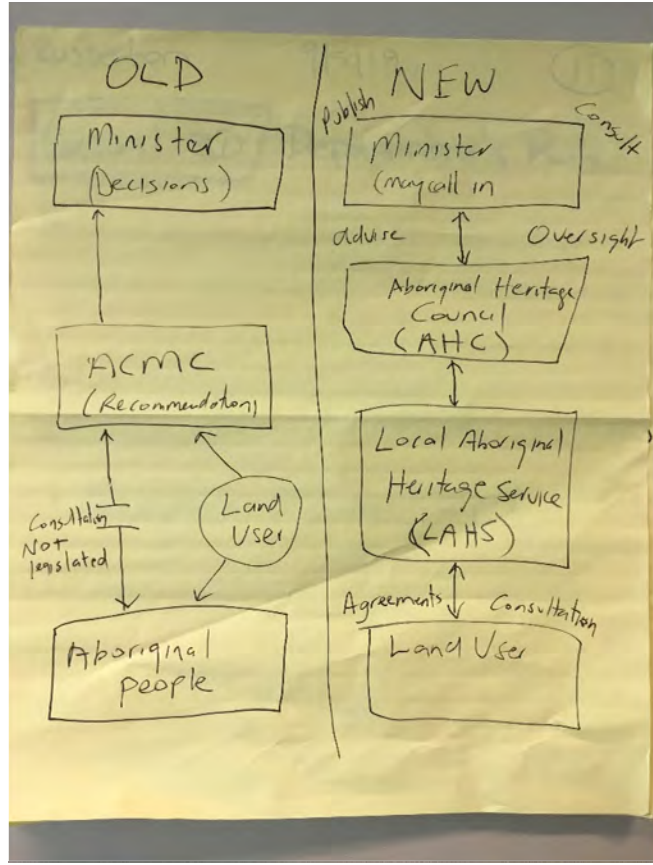 OLD
Minister
(Decisions)
ACMC
(Recommendations)
Consultation
Not
legislated
Land
User
Aboriginal
people
NEW
Publish
Consult
Minister
(may call in
advise
Oversight
Aboriginal Heritage
Council
(AHC)
Local Aboriginal
Heritage Service
(LAHS)
Agreements
Consultation
Land User